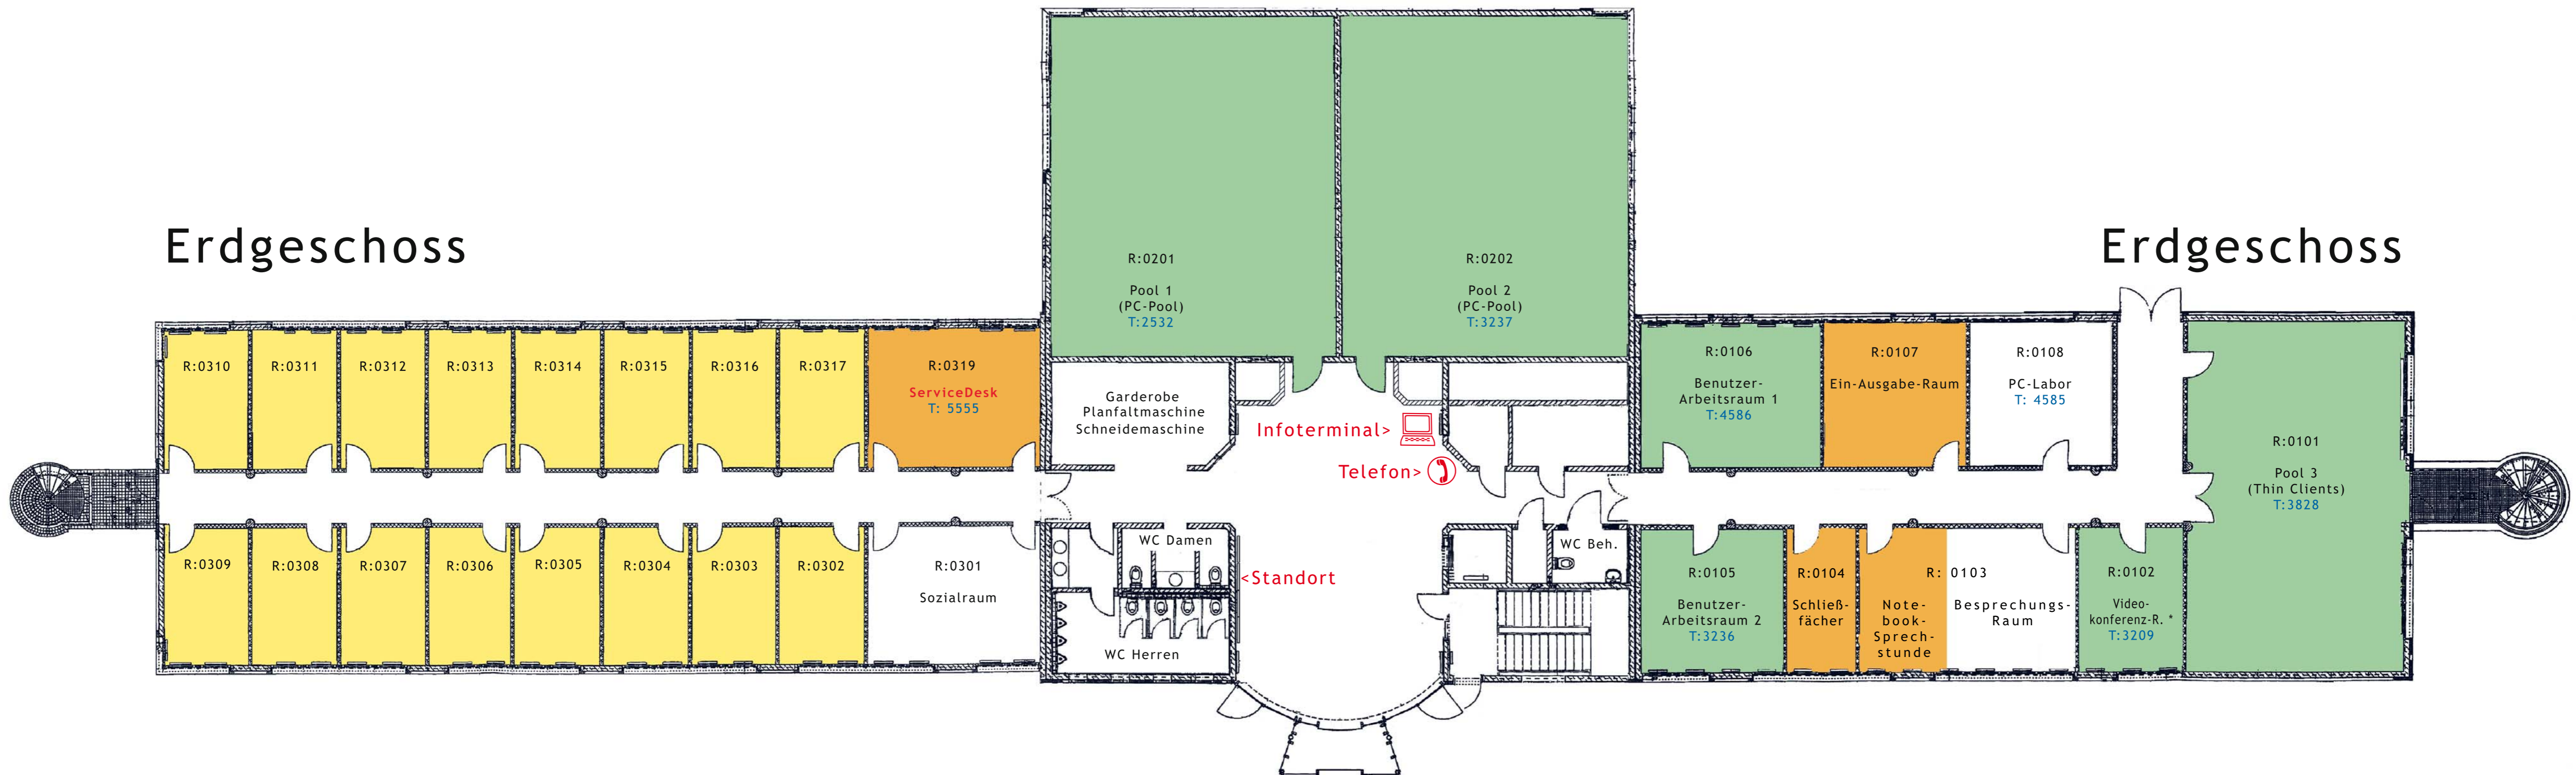 Erdgeschoss
Erdgeschoss
R:0201
Pool 1
(PC-Pool)
T:2532
R:0202
Pool 2
(PC-Pool)
T:3237
R:0310
R:0311
R:0312
R:0313
R:0314
R:0315
R:0316
R:0317
R:0319
ServiceDesk
T: 5555
Garderobe
Planfaltmaschine
Schneidemaschine
Infoterminal>
Telefon>
R:0106
Benutzer-
Arbeitsraum 1
T:4586
R:0107
Ein-Ausgabe-Raum
R:0108
PC-Labor
T: 4585
R:0101
Pool 3
(Thin Clients)
T:3828
R:0309
R:0308
R:0307
R:0306
R:0305
R:0304
R:0303
R:0302
R:0301
Sozialraum
WC Damen
WC Herren
<Standort
WC Beh.
R:0105
Benutzer-
Arbeitsraum 2
T:3236
R:0104
Schließ-
fächer
R: 0103
Note-
book-
Sprech-
stunde
Besprechungs-
Raum
R:0102
Video-
konferenz-R. *
T:3209